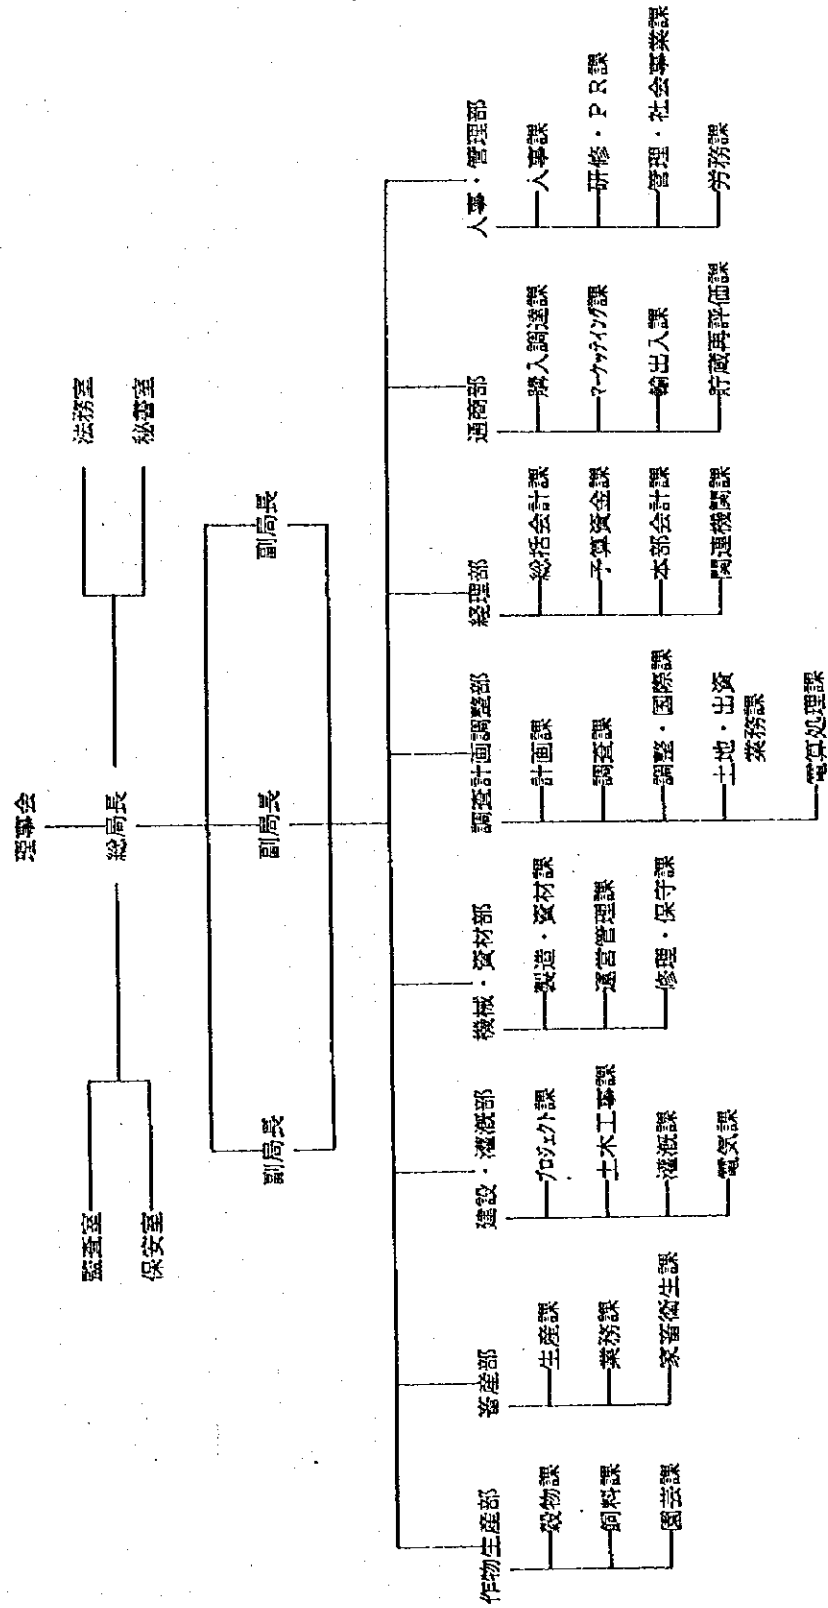 理事会
総局長
監査室
保安室
法務室
秘書室
副局長
副局長
副局長
作物生産部
穀物課
飼料課
園芸課
畜産部
生産課
業務課
家畜衛生課
建設・灌漑部
プロジェクト課
土木工事課
灌漑課
電気課
機械・資材部
製造・資材課
運営管理課
修理・保守課
調査計画調整部
計画課
調査課
調整・国際課
土地・出資
業務課
電算処理課
経理部
総括会計課
予算資金課
本部会計課
関連機関課
通商部
購入調達課
マーケッティング課
輸出入課
貯蔵再評価課
人事・管理部
人事課
研修・PR課
管理・社会事業課
労務課